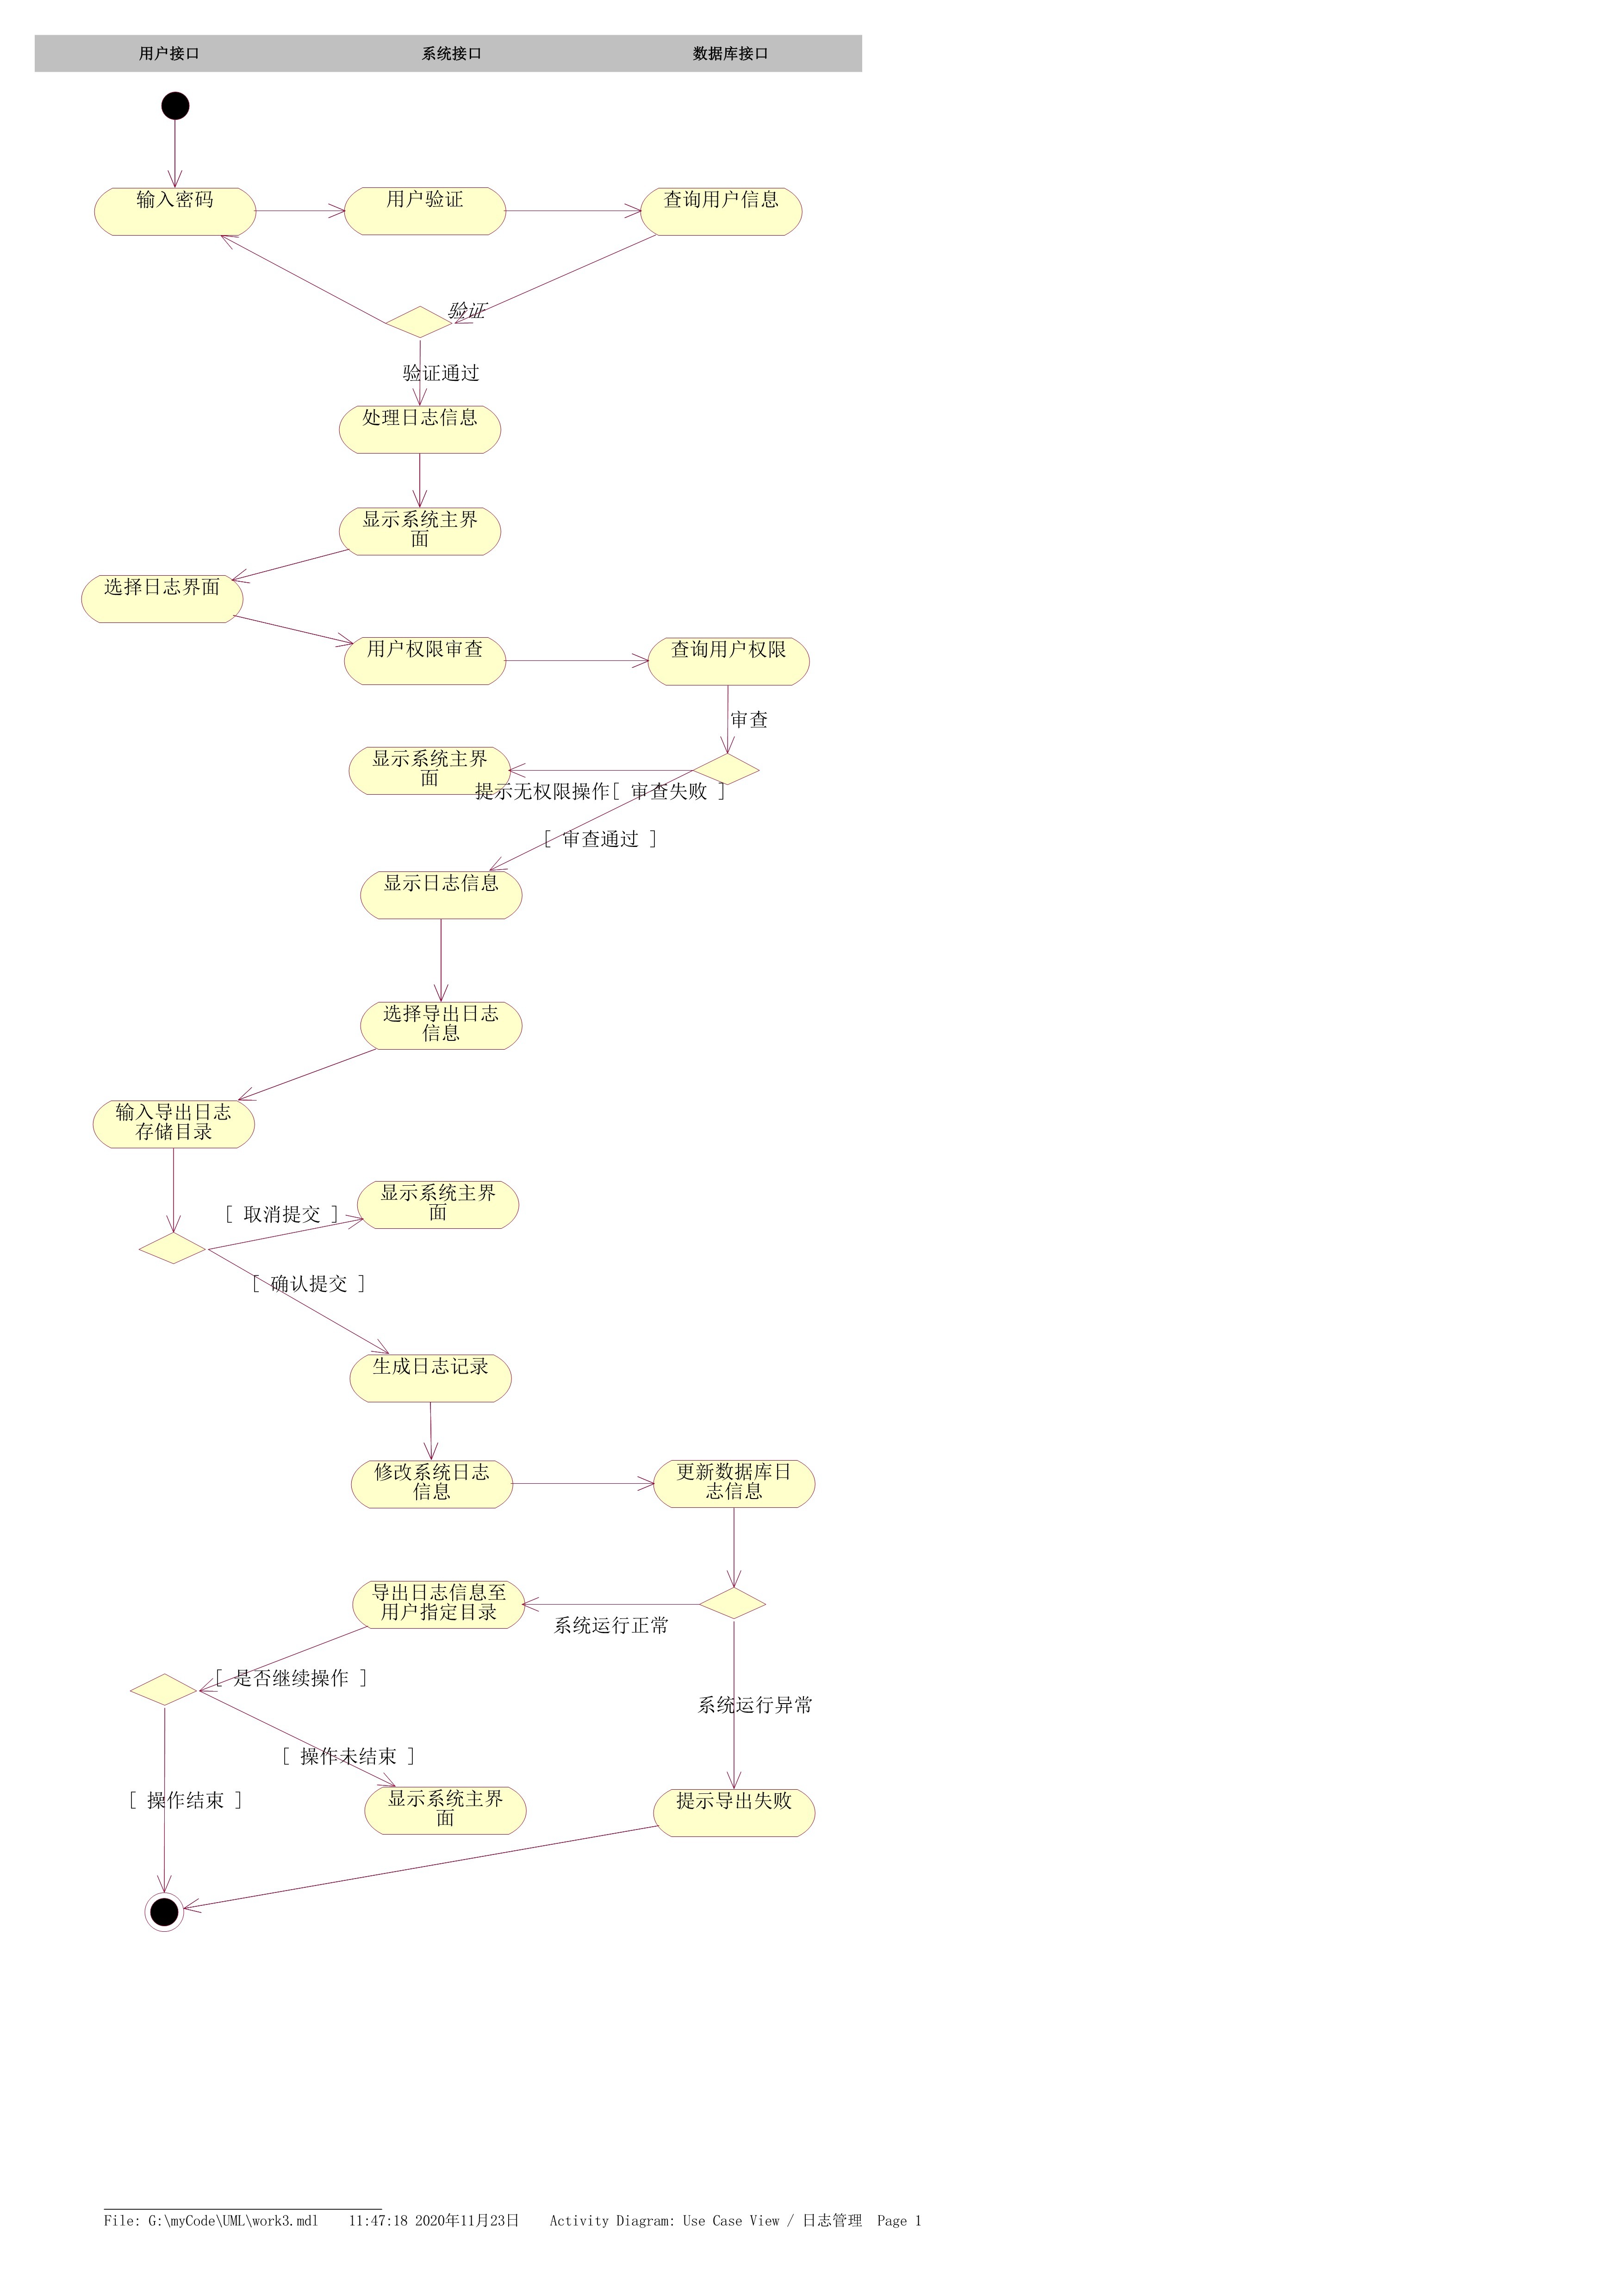 用户接口
系统接口
数据库接口
输入密码
用户验证
查询用户信息
验证
验证通过
处理日志信息
显示系统主界
面
选择日志界面
用户权限审查
查询用户权限
审查
显示系统主界
面
提示无权限操作[ 审查失败 ]
[ 审查通过 ]
显示日志信息
选择导出日志
信息
输入导出日志
存储目录
显示系统主界
面
[ 取消提交 ]
[ 确认提交 ]
生成日志记录
修改系统日志
信息
更新数据库日
志信息
导出日志信息至
用户指定目录
系统运行正常
[ 是否继续操作 ]
系统运行异常
[ 操作未结束 ]
[ 操作结束 ]
显示系统主界
面
提示导出失败
File: G:\myCode\UML\work3.mdl 11:47:18 2020年11月23日 Activity Diagram: Use Case View / 日志管理 Page 1